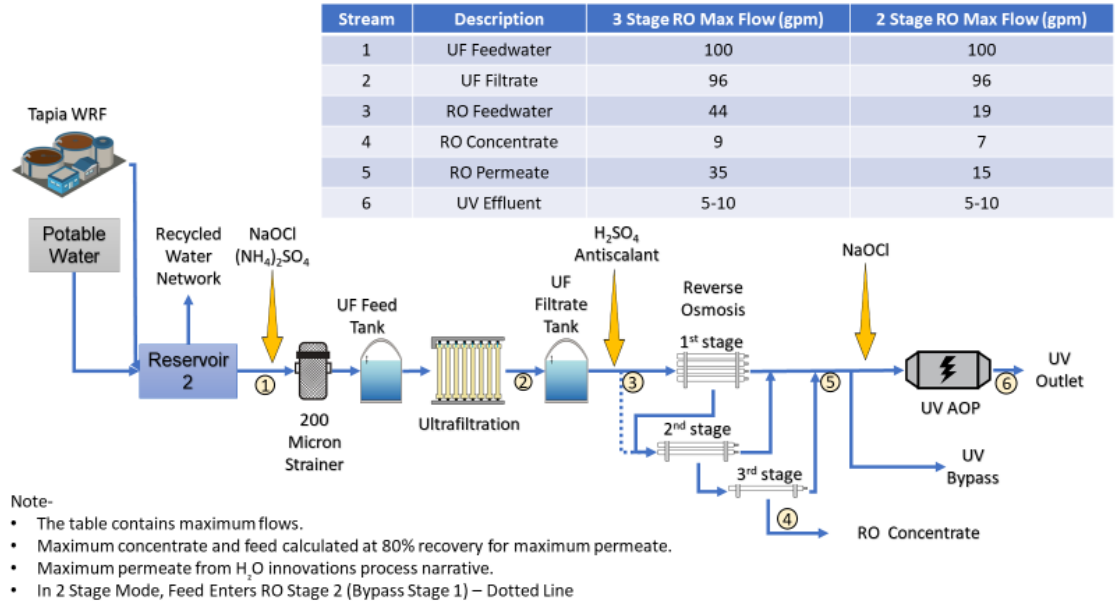 Stream Description 3 Stage RO Max Flow (gpm) 2 Stage RO Max Flow (gpm)
1 UF Feedwater 100 100
2 UF Filtrate 96 96
3 RO Feedwater 44 19
4 RO Concentrate 9 7
5 RO Permeate 35 15
6 UV Effluent 5-10 5-10
Tapia WRF
Potable
Water
Recycled
Water
Network
NaOCl
(NH₄)₂SO₄
UF Feed
Tank
UF
Filtrate
Tank
H₂SO₄
Antiscalant
Reverse
Osmosis
NaOCl
Reservoir
2
1
200
Micron
Strainer
Ultrafiltration
2
3
1st stage
2nd stage
3rd stage
4
RO Concentrate
5
UV AOP
6
UV
Outlet
UV
Bypass
Note-
• The table contains maximum flows.
• Maximum concentrate and feed calculated at 80% recovery for maximum permeate.
• Maximum permeate from H₂O innovations process narrative.
• In 2 Stage Mode, Feed Enters RO Stage 2 (Bypass Stage 1) – Dotted Line